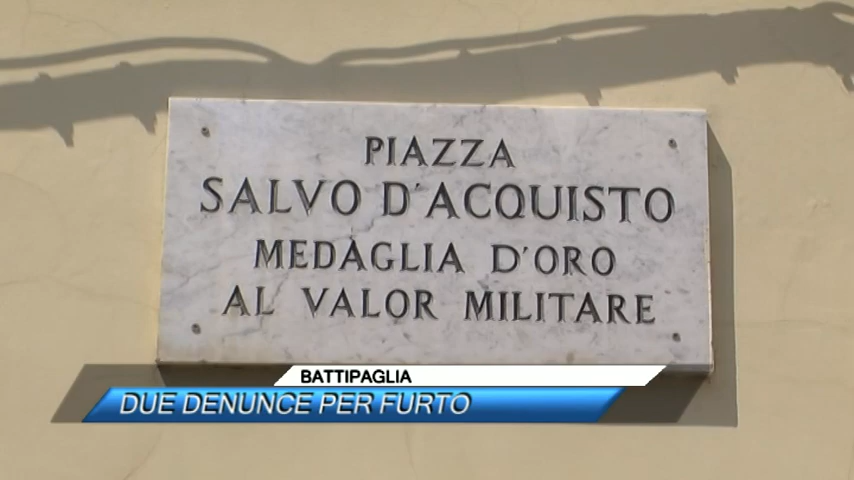 PIAZZA
SALVO D'ACQUISTO
MEDAGLIA D'ORO
AL VALOR MILITARE
BATTIPAGLIA
DUE DENUNCE PER FURTO